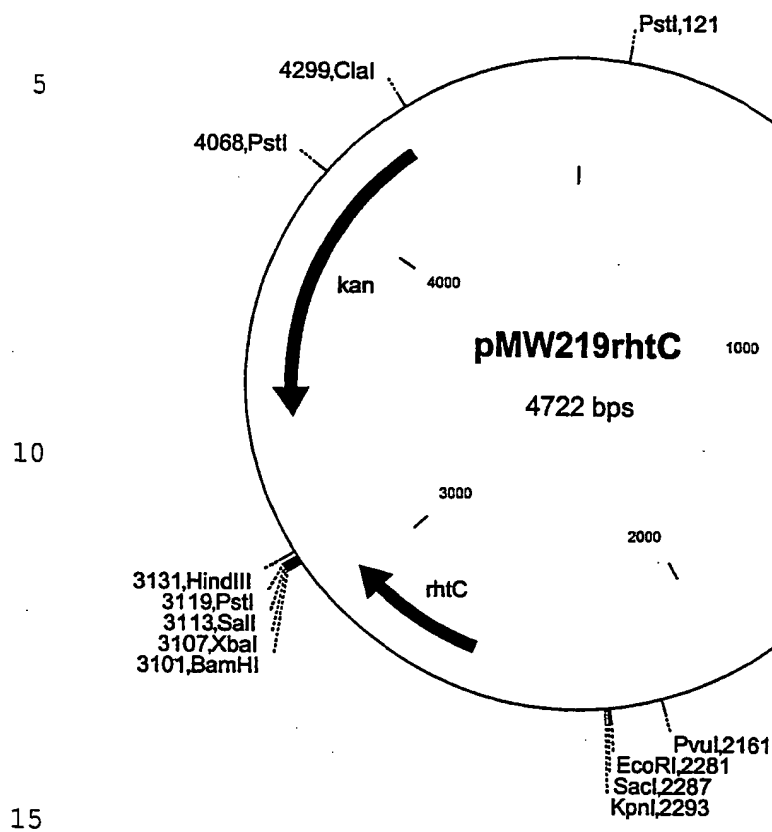 PstI,121
5
4299,ClaI
4068,PstI
kan
4000
pMW219rhtC
1000
4722 bps
10
3000
2000
3131,HindIII
rhtC
3119,PstI
3113,SalI
3107,XbaI
3101,BamHI
PvuI,2161
EcoRI,2281
SacI,2287
KpnI,2293
15